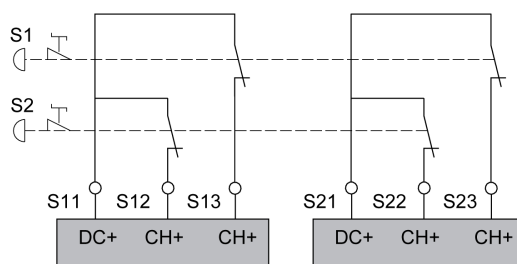 S1
S2
S11 S12 S13 S21 S22 S23
DC+ CH+ CH+ DC+ CH+ CH+